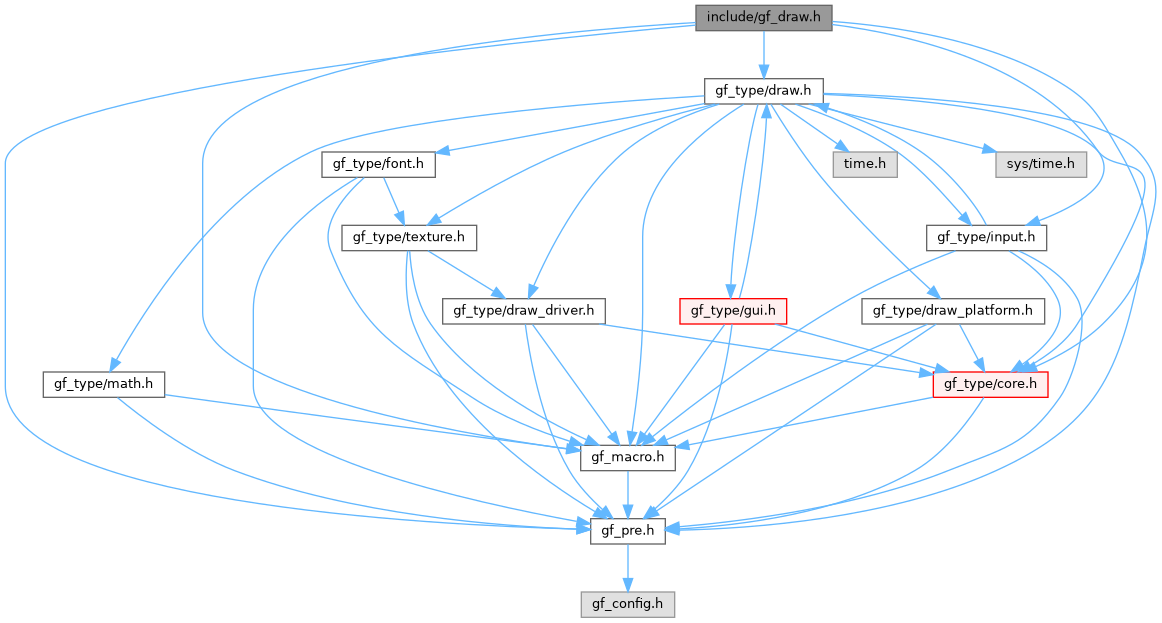 include/gf_draw.h
gf_type/draw.h
gf_type/font.h
time.h
sys/time.h
gf_type/texture.h
gf_type/input.h
gf_type/draw_driver.h
gf_type/gui.h
gf_type/draw_platform.h
gf_type/math.h
gf_type/core.h
gf_macro.h
gf_pre.h
gf_config.h